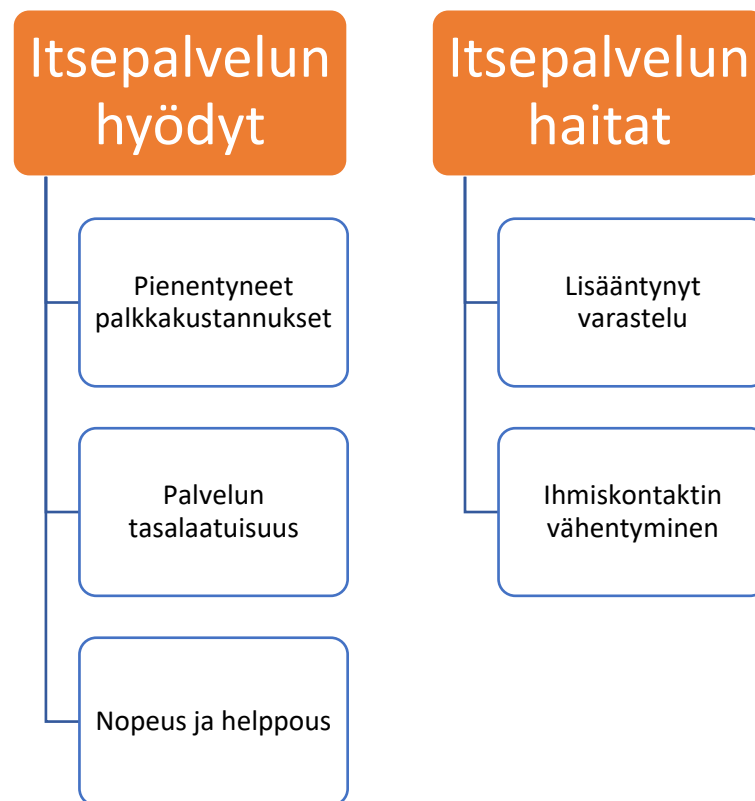 Itsepalvelun
hyödyt
Pienentyneet
palkkakustannukset
Palvelun
tasalaatuisuus
Nopeus ja helppous
Itsepalvelun
haitat
Lisääntynyt
varastelu
Ihmiskontaktin
vähentyminen